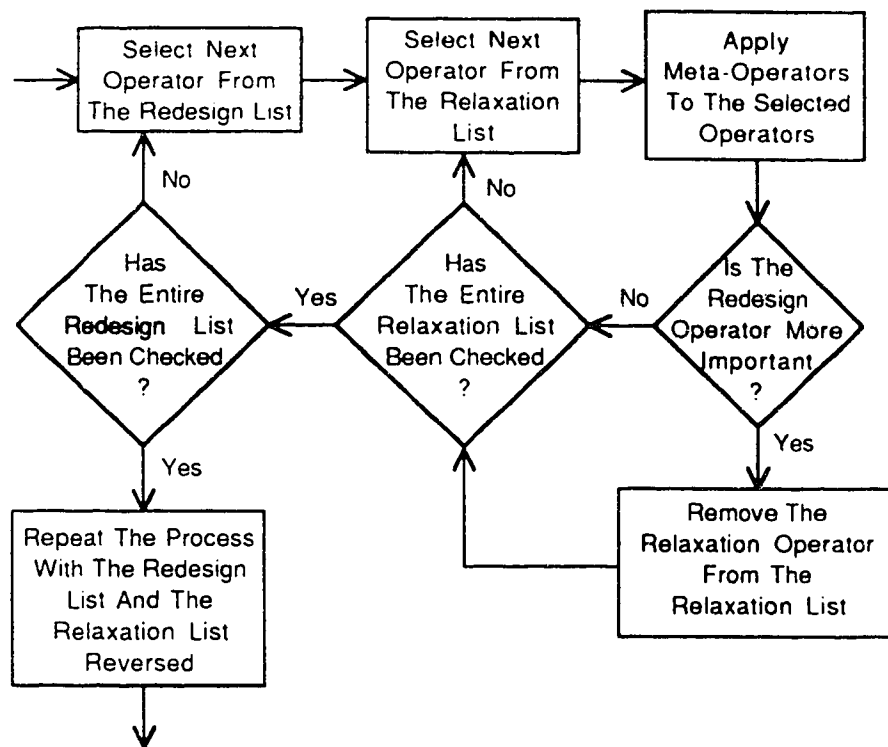 Select Next
Operator From
The Redesign List
Select Next
Operator From
The Relaxation
List
Apply
Meta-Operators
To The Selected
Operators
No
No
Has
The Entire
Redesign List
Been Checked
?
Yes
Has
The Entire
Relaxation List
Been Checked
?
No
Is The
Redesign
Operator More
Important
?
Yes
Yes
Repeat The Process
With The Redesign
List And The
Relaxation List
Reversed
Remove The
Relaxation Operator
From The
Relaxation List